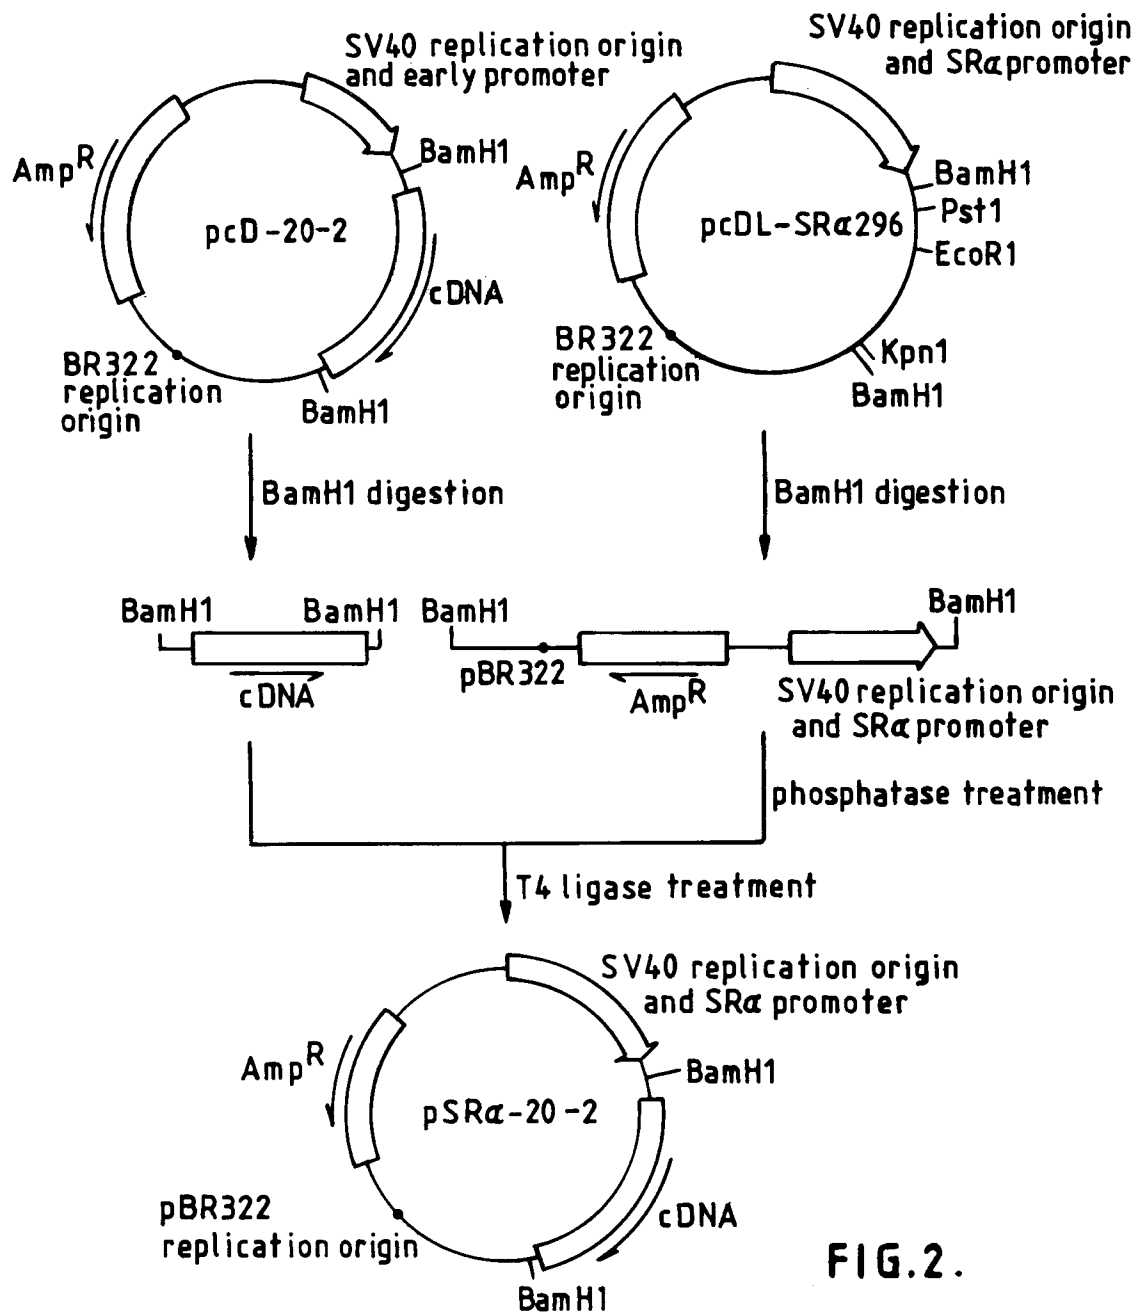 SV40 replication origin
and early promoter
AmpR
BamH1
pcD-20-2
cDNA
BR322
replication
origin
BamH1
SV40 replication origin
and SRα promoter
AmpR
BamH1
Pst1
pcDL-SRα296
EcoR1
BR322
replication
origin
Kpn1
BamH1
BamH1 digestion
BamH1 digestion
BamH1
BamH1
cDNA
BamH1
BamH1
pBR322
AmpR
SV40 replication origin
and SRα promoter
phosphatase treatment
T4 ligase treatment
SV40 replication origin
and SRα promoter
AmpR
BamH1
pSRα-20-2
pBR322
replication origin
cDNA
BamH1
FIG.2.